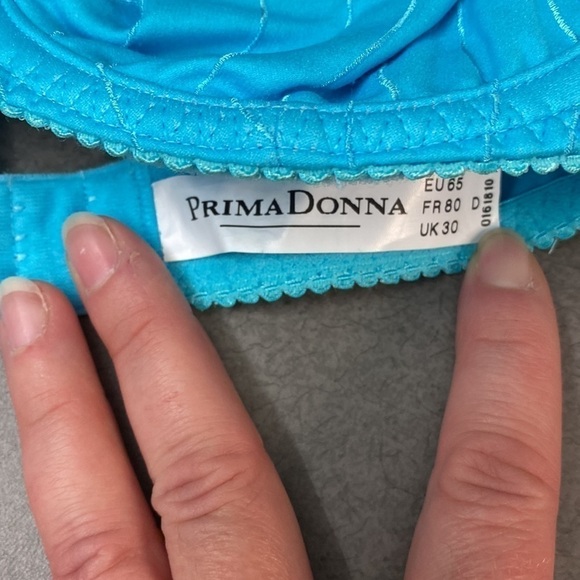 PRIMADONNA
EU 65
FR 80 D
UK 30
0161810